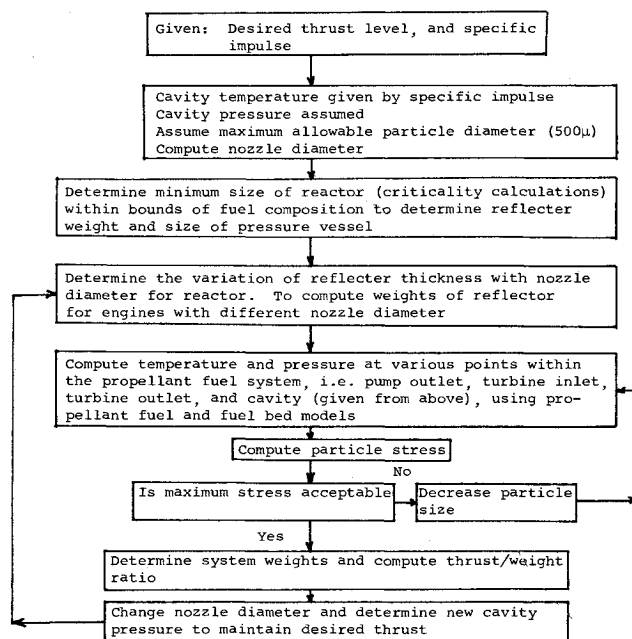 Given: Desired thrust level, and specific
impulse
Cavity temperature given by specific impulse
Cavity pressure assumed
Assume maximum allowable particle diameter (500μ)
Compute nozzle diameter
Determine minimum size of reactor (criticality calculations)
within bounds of fuel composition to determine reflecter
weight and size of pressure vessel
Determine the variation of reflecter thickness with nozzle
diameter for reactor. To compute weights of reflector
for engines with different nozzle diameter
Compute temperature and pressure at various points within
the propellant fuel system, i.e. pump outlet, turbine inlet,
turbine outlet, and cavity (given from above), using pro-
pellant fuel and fuel bed models
Compute particle stress
No
Is maximum stress acceptable
Decrease particle
size
Yes
Determine system weights and compute thrust/weight
ratio
Change nozzle diameter and determine new cavity
pressure to maintain desired thrust